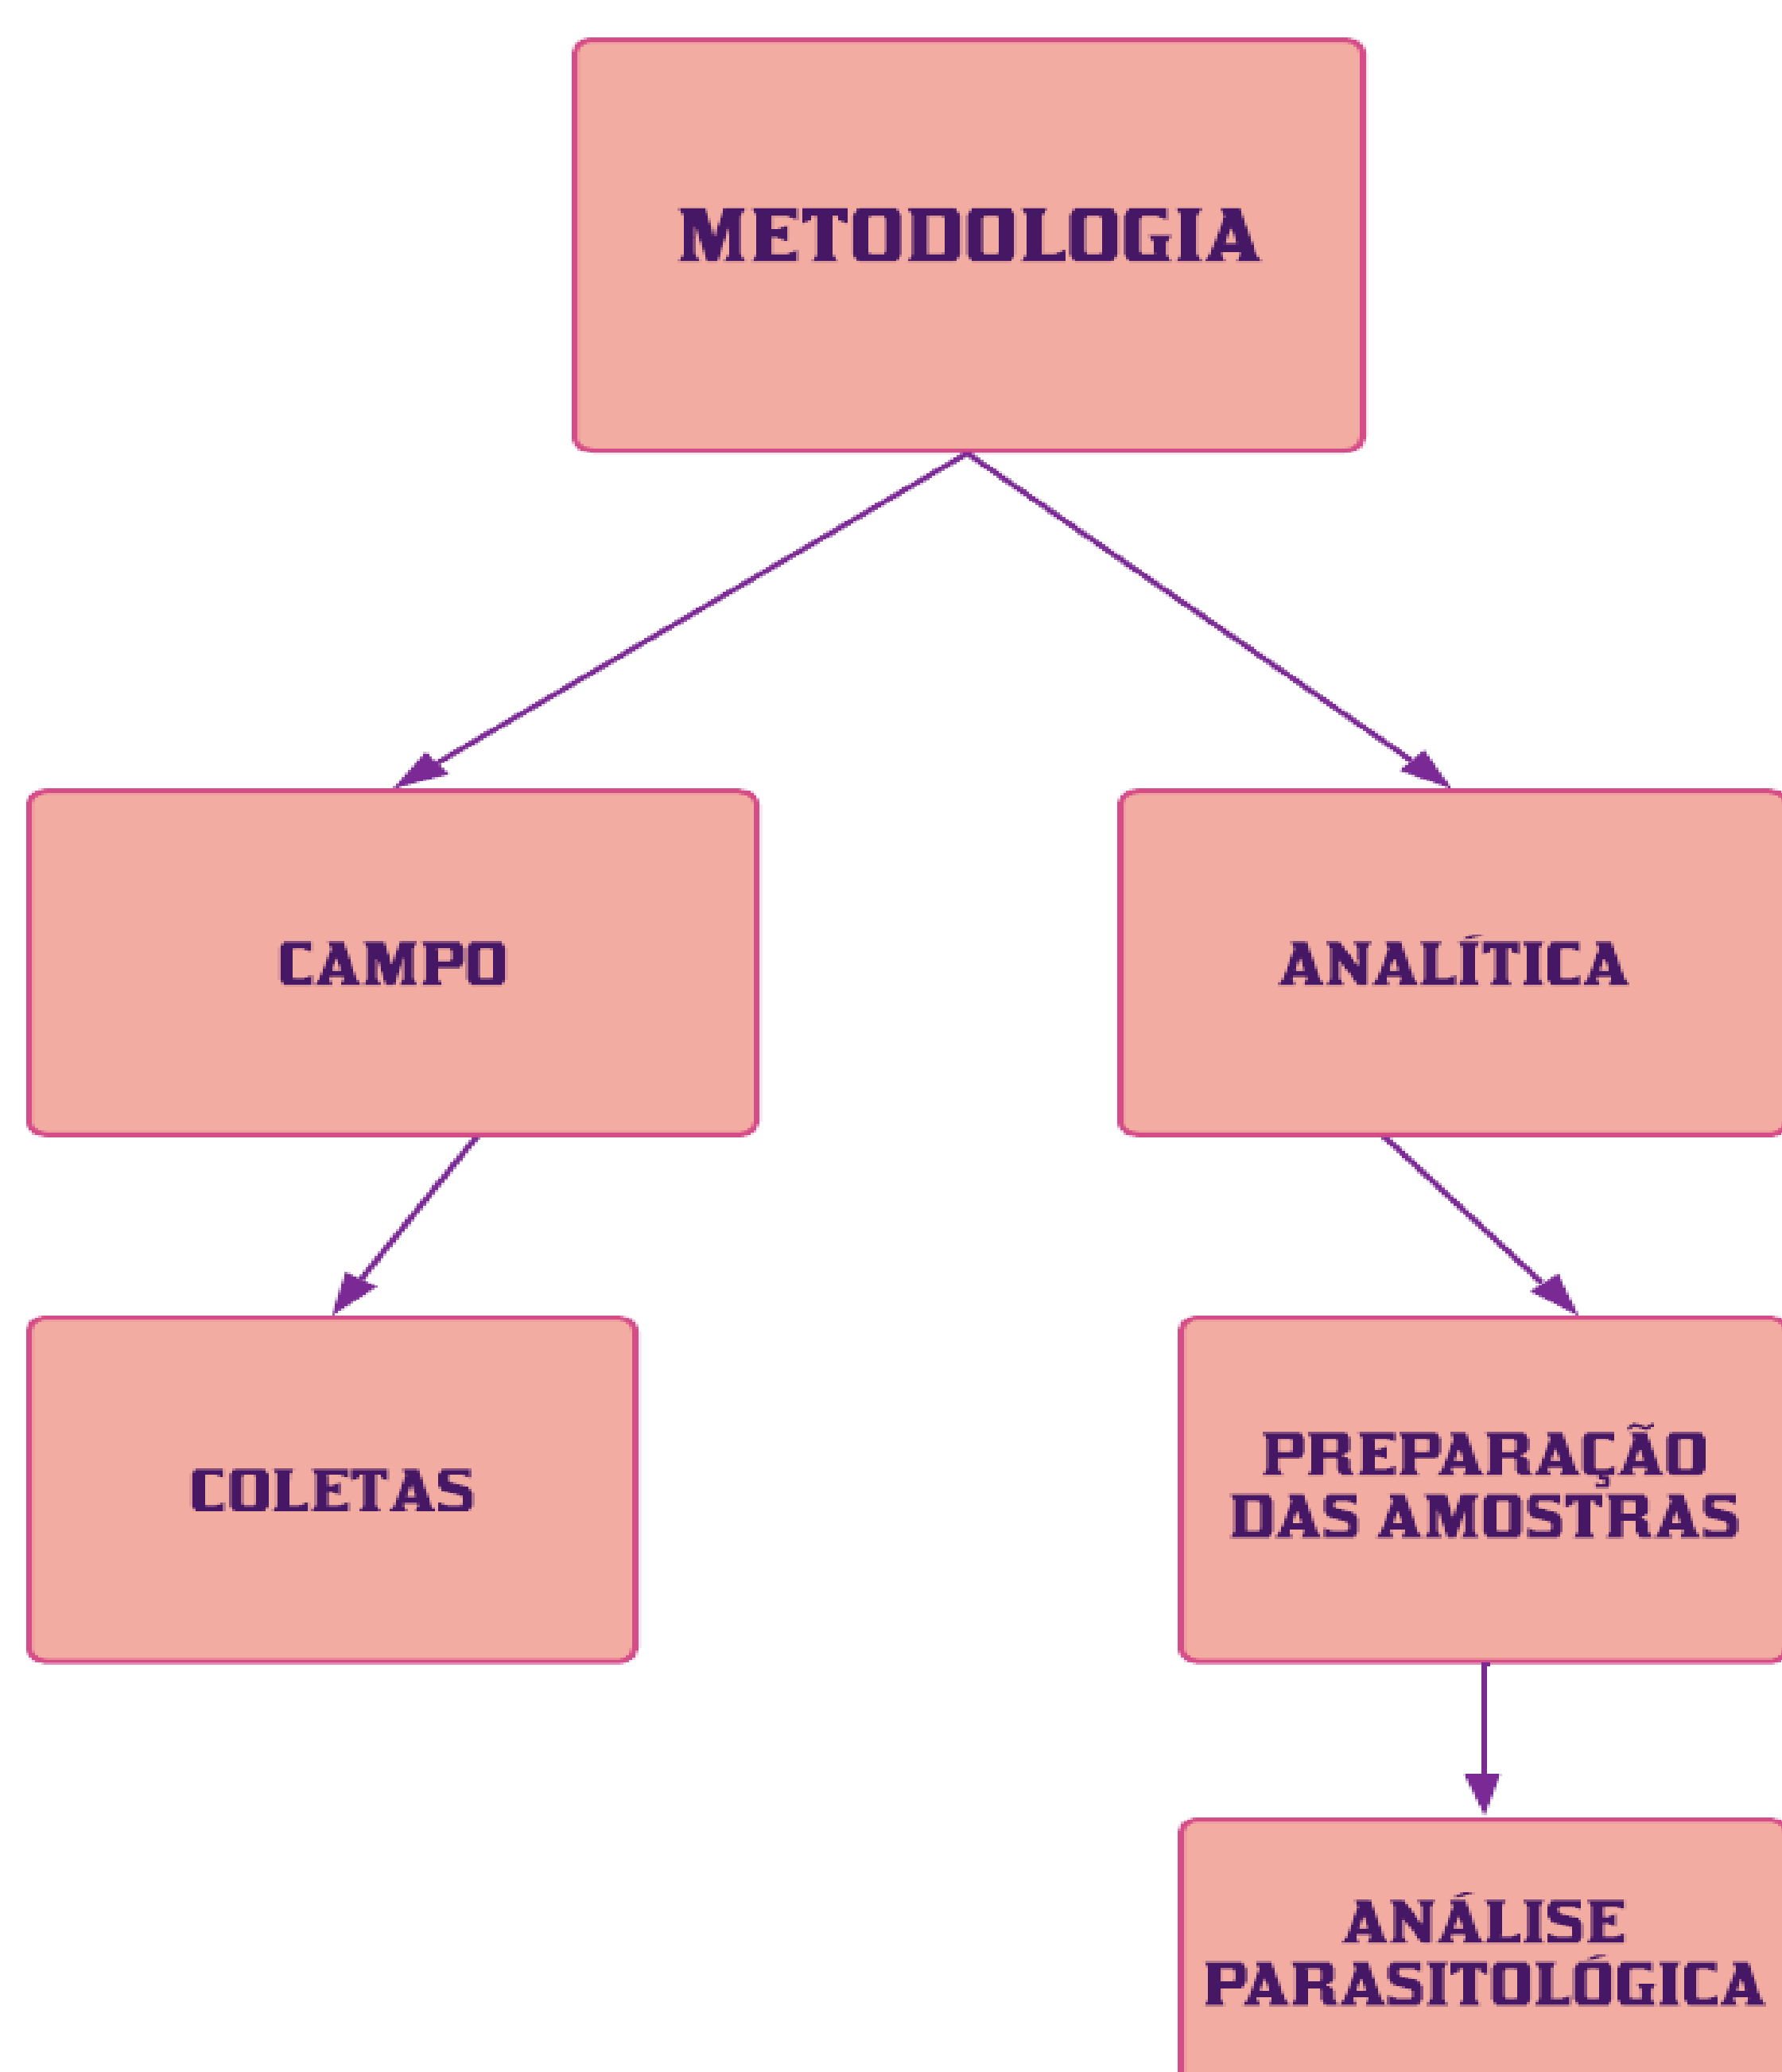 METODOLOGIA
CAMPO
ANALÍTICA
COLETAS
PREPARAÇÃO
DAS AMOSTRAS
ANÁLISE
PARASITOLÓGICA